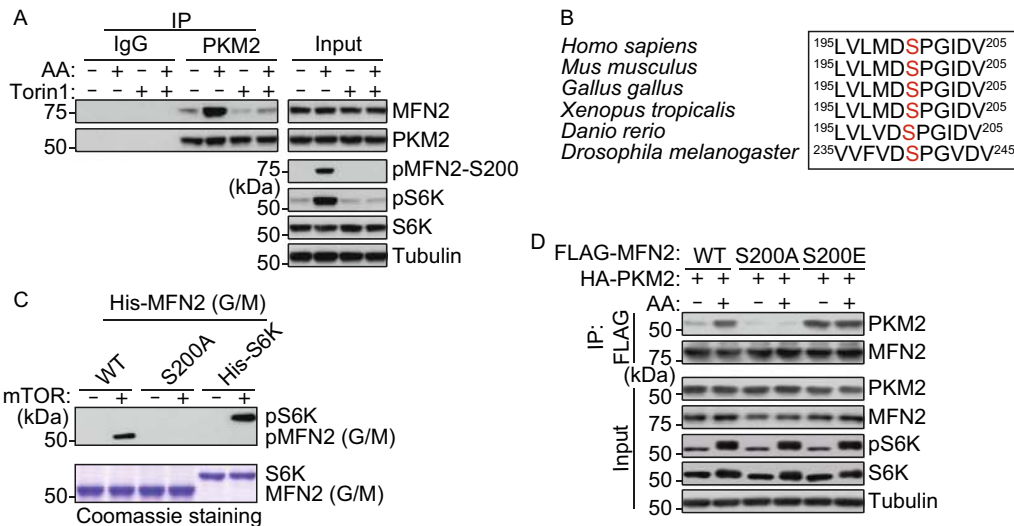 A
IP
IgG PKM2 Input
AA: – + – + – + – + – + – +
Torin1: – – + + – – + + – – + +
75 MFN2
50 PKM2
75 pMFN2-S200
(kDa)
50 pS6K
50 S6K
50 Tubulin
B
Homo sapiens ¹⁹⁵LVLMDSPGIDV²⁰⁵
Mus musculus ¹⁹⁵LVLMDSPGIDV²⁰⁵
Gallus gallus ¹⁹⁵LVLMDSPGIDV²⁰⁵
Xenopus tropicalis ¹⁹⁵LVLMDSPGIDV²⁰⁵
Danio rerio ¹⁹⁵LVLVDSPGIDV²⁰⁵
Drosophila melanogaster ²³⁵VVFVDSPGVDV²⁴⁵
C
His-MFN2 (G/M)
WT S200A His-S6K
mTOR: – + – + – +
(kDa)
pS6K
50 pMFN2 (G/M)
S6K
50 MFN2 (G/M)
Coomassie staining
D
FLAG-MFN2: WT S200A S200E
HA-PKM2: + + + + + +
AA: – + – + – +
IP: FLAG
50 PKM2
75 MFN2
(kDa)
Input
50 PKM2
75 MFN2
50 pS6K
50 S6K
50 Tubulin